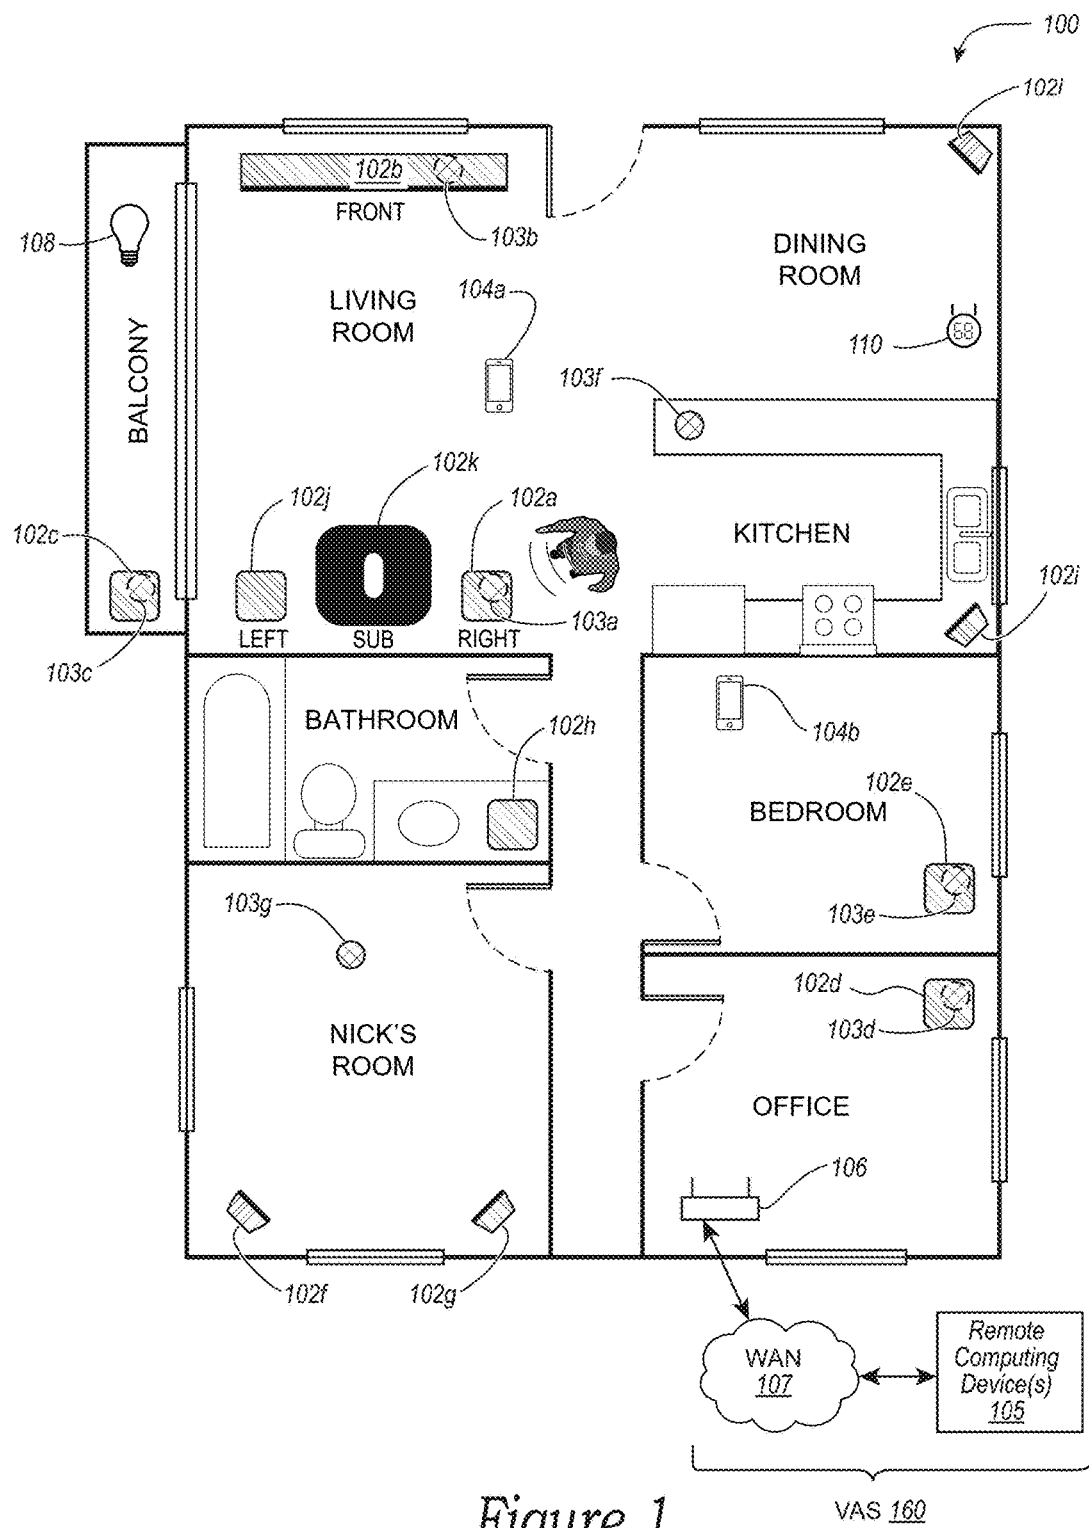 100
102l
102b
FRONT
103b
108
DINING
ROOM
104a
LIVING
ROOM
110
BALCONY
68
103f
102k
102j
102a
KITCHEN
102c
102i
103a
LEFT
SUB
RIGHT
103c
BATHROOM
104b
102h
102e
BEDROOM
103g
103e
102d
103d
NICK'S
ROOM
OFFICE
106
102f
102g
Remote
Computing
Device(s)
105
WAN
107
VAS 160
Figure 1